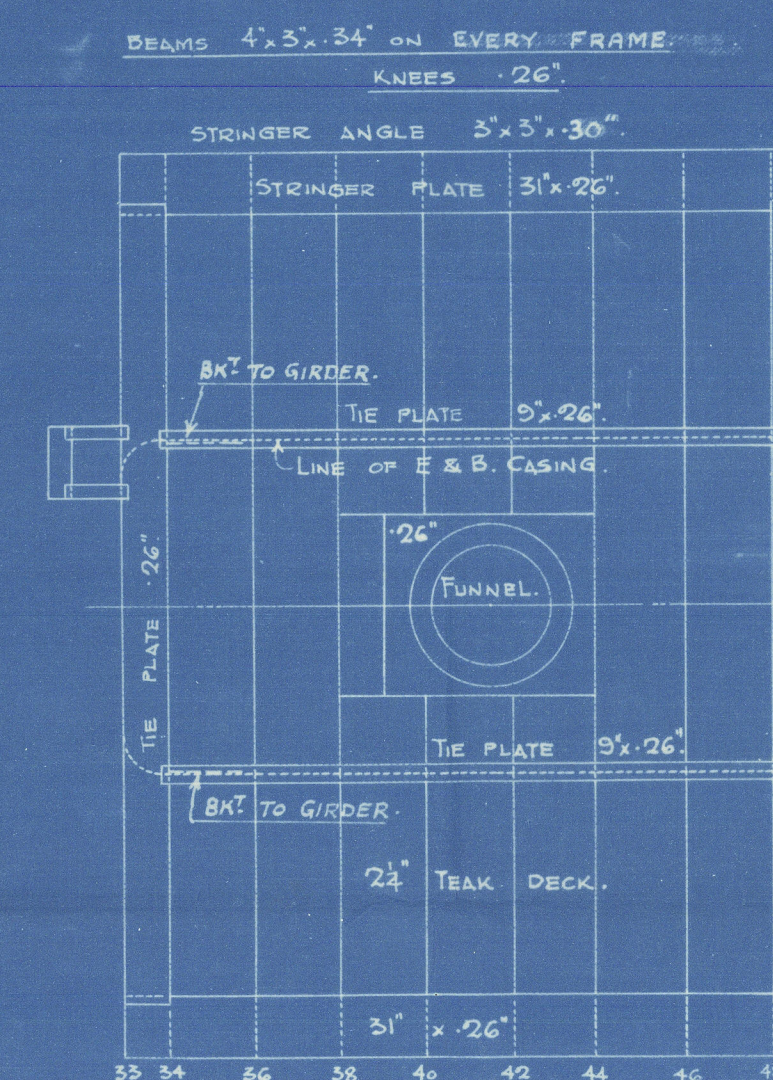 BEAMS 4"x3"x.34" ON EVERY FRAME.
KNEES .26".
STRINGER ANGLE 3"x3"x.30".
STRINGER PLATE 31"x.26".
BKT. TO GIRDER.
TIE PLATE 9"x.26".
LINE OF E & B. CASING.
.26"
FUNNEL.
TIE PLATE .26".
TIE PLATE 9"x.26".
BKT. TO GIRDER.
2¼" TEAK DECK.
31" x .26"
33 34 36 38 40 42 44 46